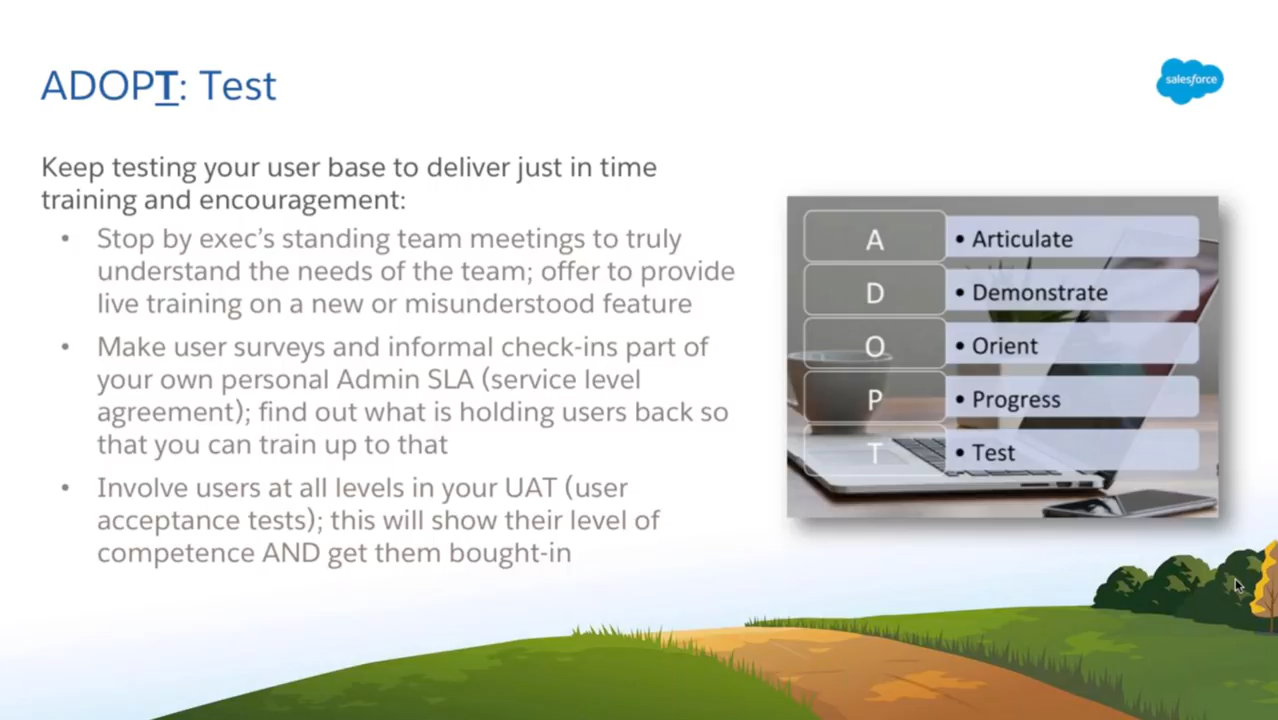 ADOPT: Test
salesforce
Keep testing your user base to deliver just in time
training and encouragement:
• Stop by exec’s standing team meetings to truly
understand the needs of the team; offer to provide
live training on a new or misunderstood feature
• Make user surveys and informal check-ins part of
your own personal Admin SLA (service level
agreement); find out what is holding users back so
that you can train up to that
• Involve users at all levels in your UAT (user
acceptance tests); this will show their level of
competence AND get them bought-in
A • Articulate
D • Demonstrate
O • Orient
P • Progress
T • Test